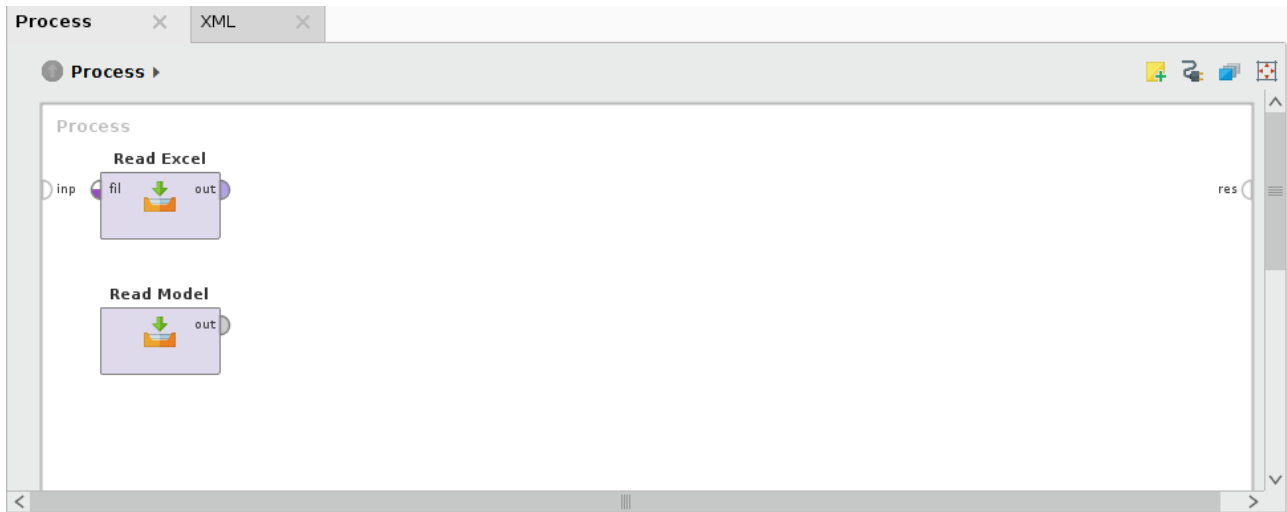 Process XML
Process
Process
Read Excel
inp fil out res
Read Model
out